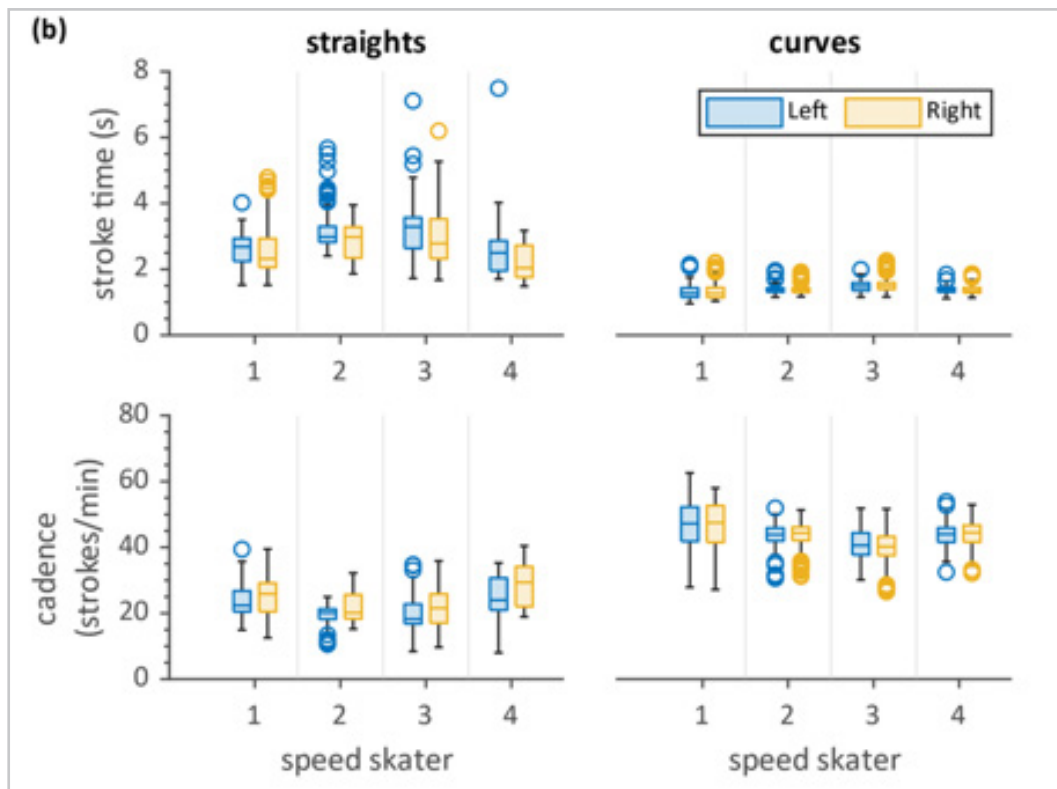 (b)
straights
curves
stroke time (s)
8
6
4
2
0
Left
Right
1 2 3 4
1 2 3 4
cadence
(strokes/min)
80
60
40
20
0
1 2 3 4
1 2 3 4
speed skater
speed skater